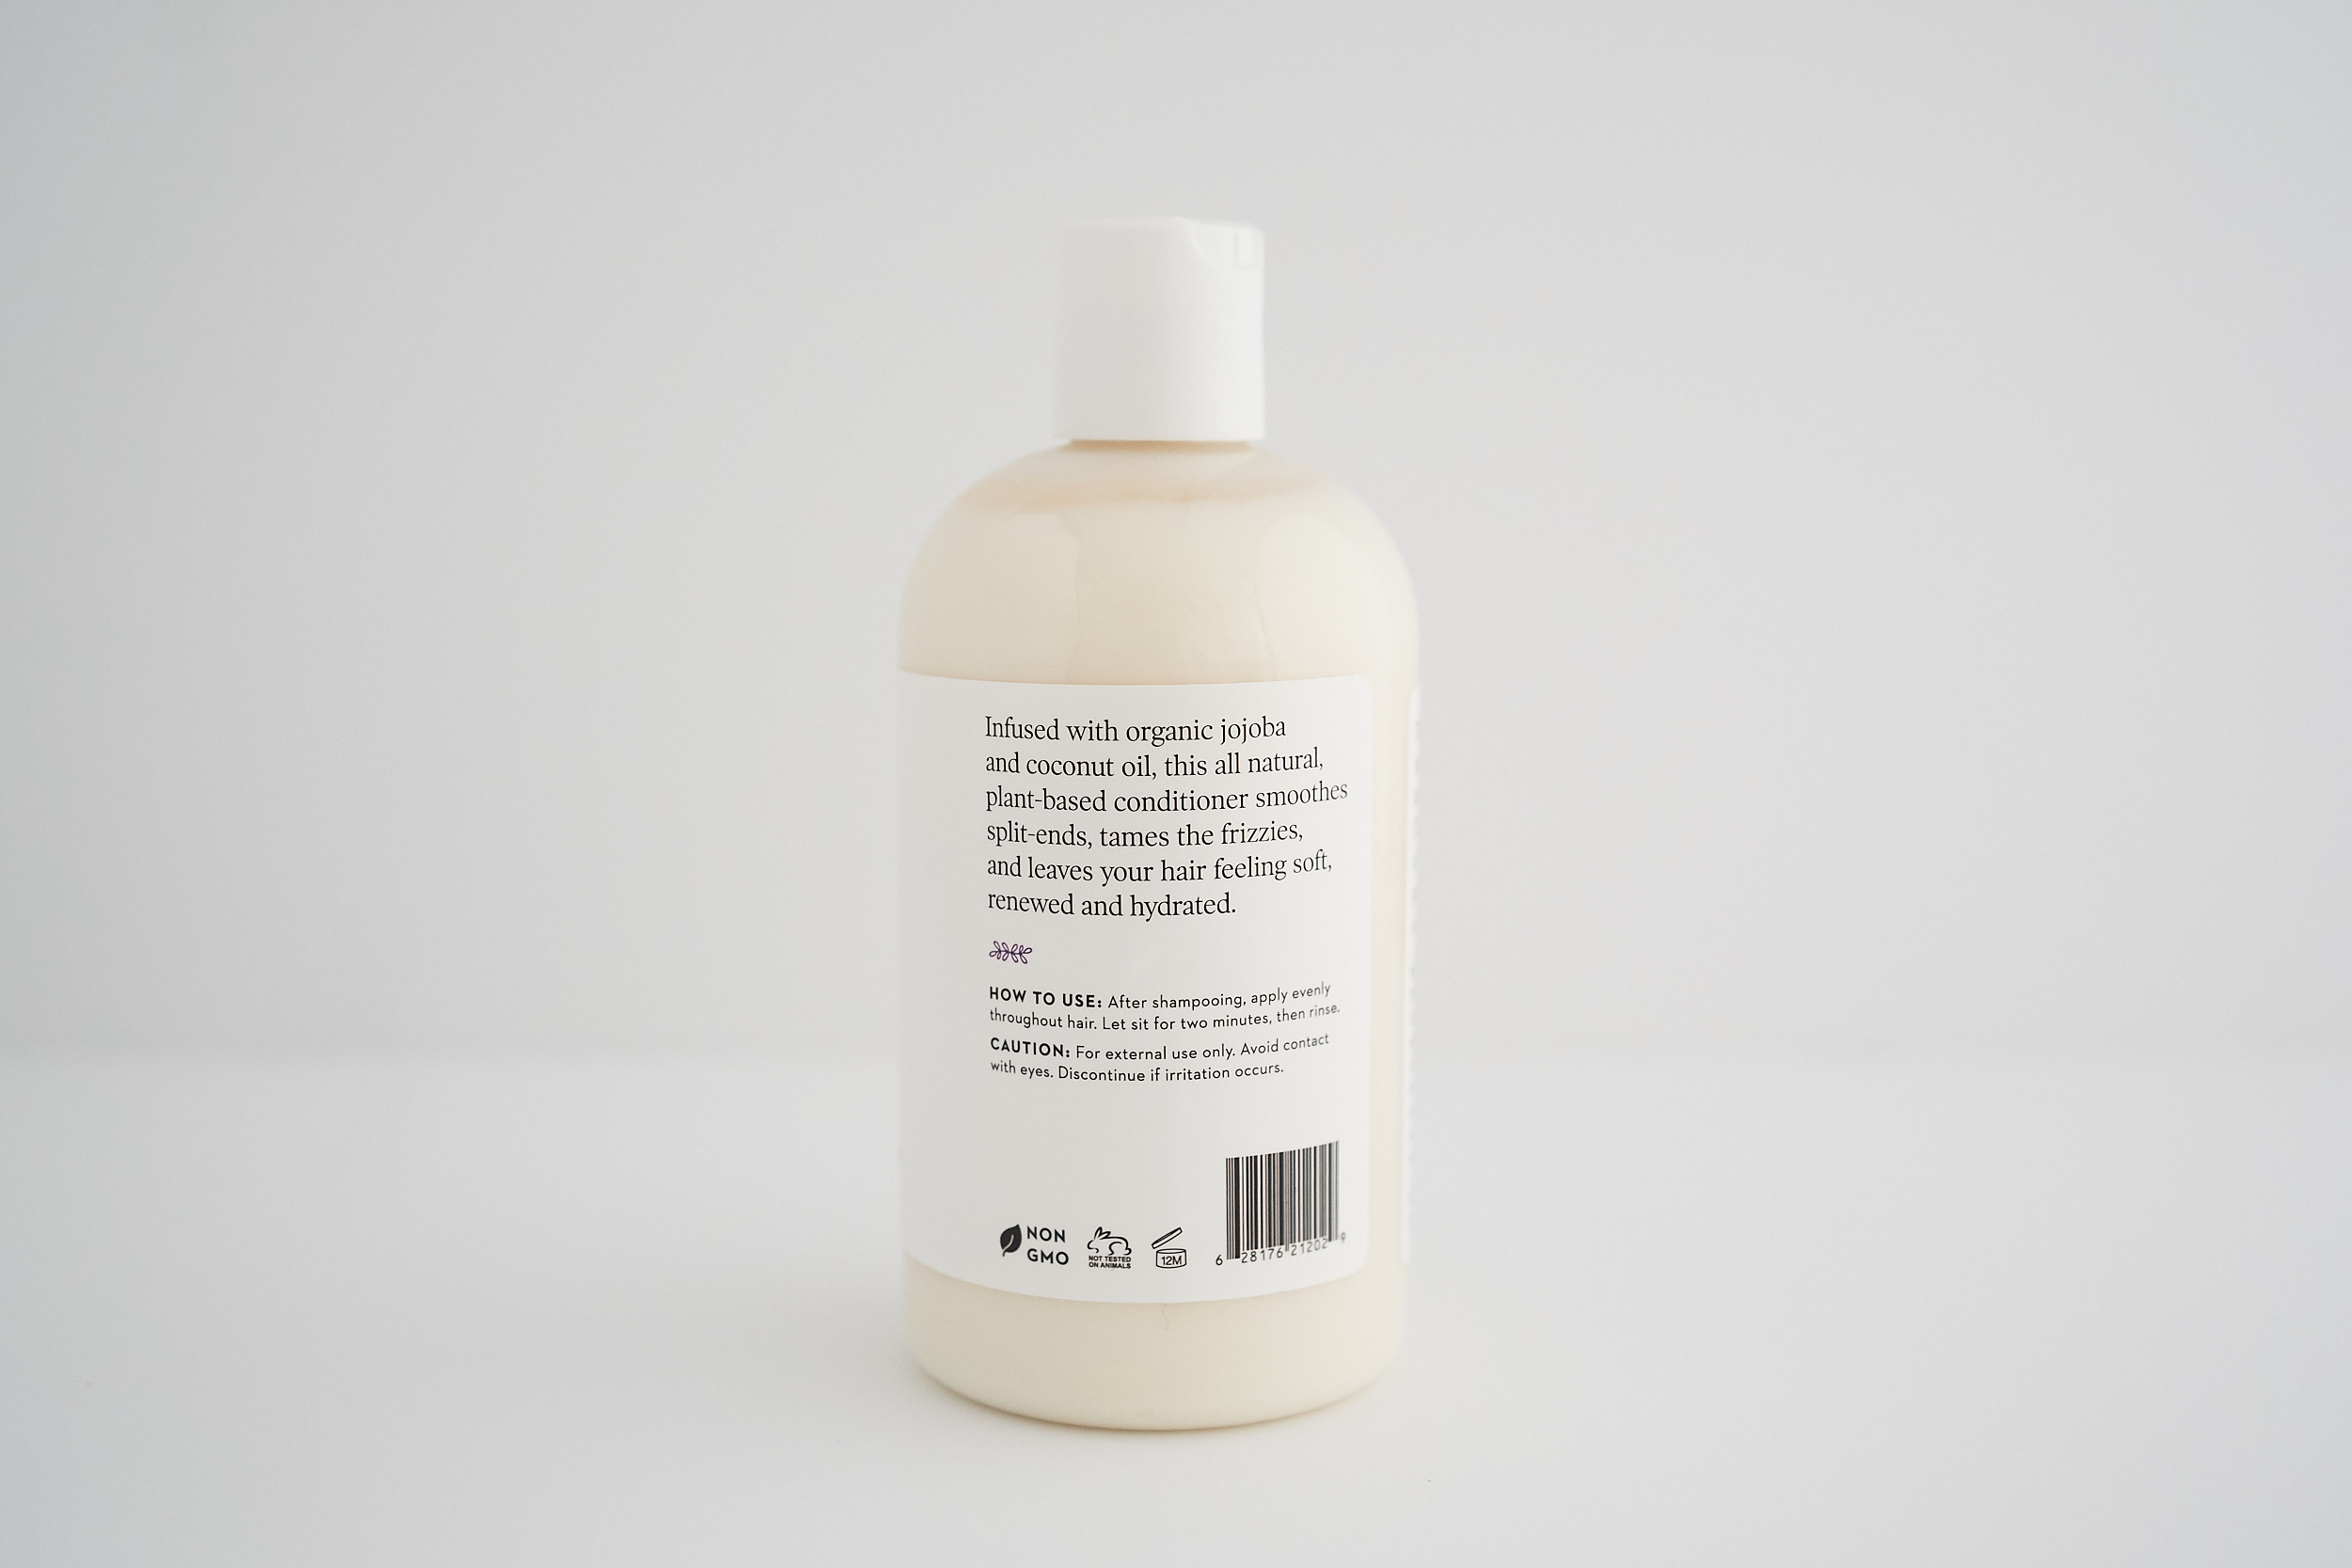 Infused with organic jojoba
and coconut oil, this all natural,
plant-based conditioner smoothes
split-ends, tames the frizzies,
and leaves your hair feeling soft,
renewed and hydrated.
HOW TO USE: After shampooing, apply evenly
throughout hair. Let sit for two minutes, then rinse.
CAUTION: For external use only. Avoid contact
with eyes. Discontinue if irritation occurs.
NON
GMO
NOT TESTED
ON ANIMALS
12M
6 28176 21202 9